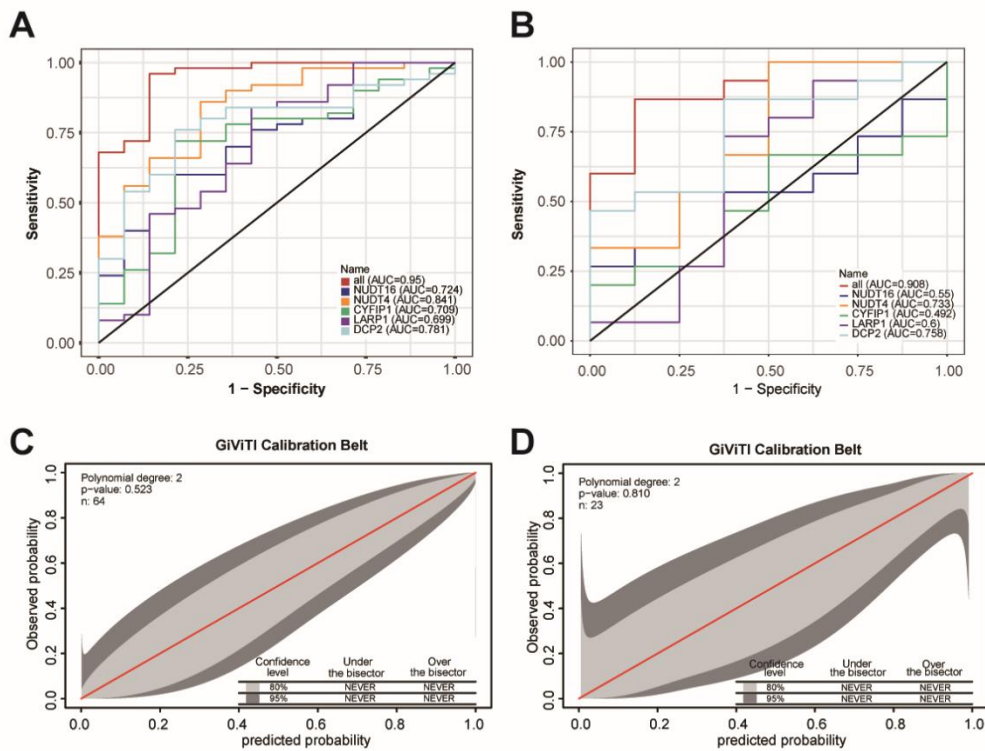 A
1.00
0.75
0.50
0.25
0.00
Sensitivity
Name
all (AUC=0.95)
NUDT16 (AUC=0.724)
NUDT4 (AUC=0.841)
CYFIP1 (AUC=0.709)
LARP1 (AUC=0.699)
DCP2 (AUC=0.781)
0.00 0.25 0.50 0.75 1.00
1 − Specificity
B
1.00
0.75
0.50
0.25
0.00
Sensitivity
Name
all (AUC=0.908)
NUDT16 (AUC=0.55)
NUDT4 (AUC=0.733)
CYFIP1 (AUC=0.492)
LARP1 (AUC=0.6)
DCP2 (AUC=0.758)
0.00 0.25 0.50 0.75 1.00
1 − Specificity
C
GiViTI Calibration Belt
Polynomial degree: 2
p−value: 0.523
n: 64
1.0
0.8
0.6
0.4
0.2
0.0
Observed probability
Confidence Under Over
level the bisector the bisector
80% NEVER NEVER
95% NEVER NEVER
0.0 0.2 0.4 0.6 0.8 1.0
predicted probability
D
GiViTI Calibration Belt
Polynomial degree: 2
p−value: 0.810
n: 23
1.0
0.8
0.6
0.4
0.2
0.0
Observed probability
Confidence Under Over
level the bisector the bisector
80% NEVER NEVER
95% NEVER NEVER
0.0 0.2 0.4 0.6 0.8 1.0
predicted probability